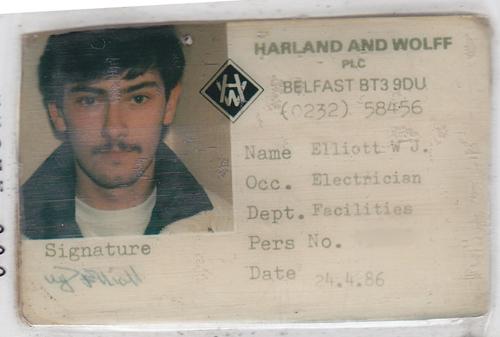 HARLAND AND WOLFF
PLC
BELFAST BT3 9DU
(0232) 58456
Name Elliott W J.
Occ. Electrician
Dept. Facilities
Pers No.
Date 24.4.86
Signature